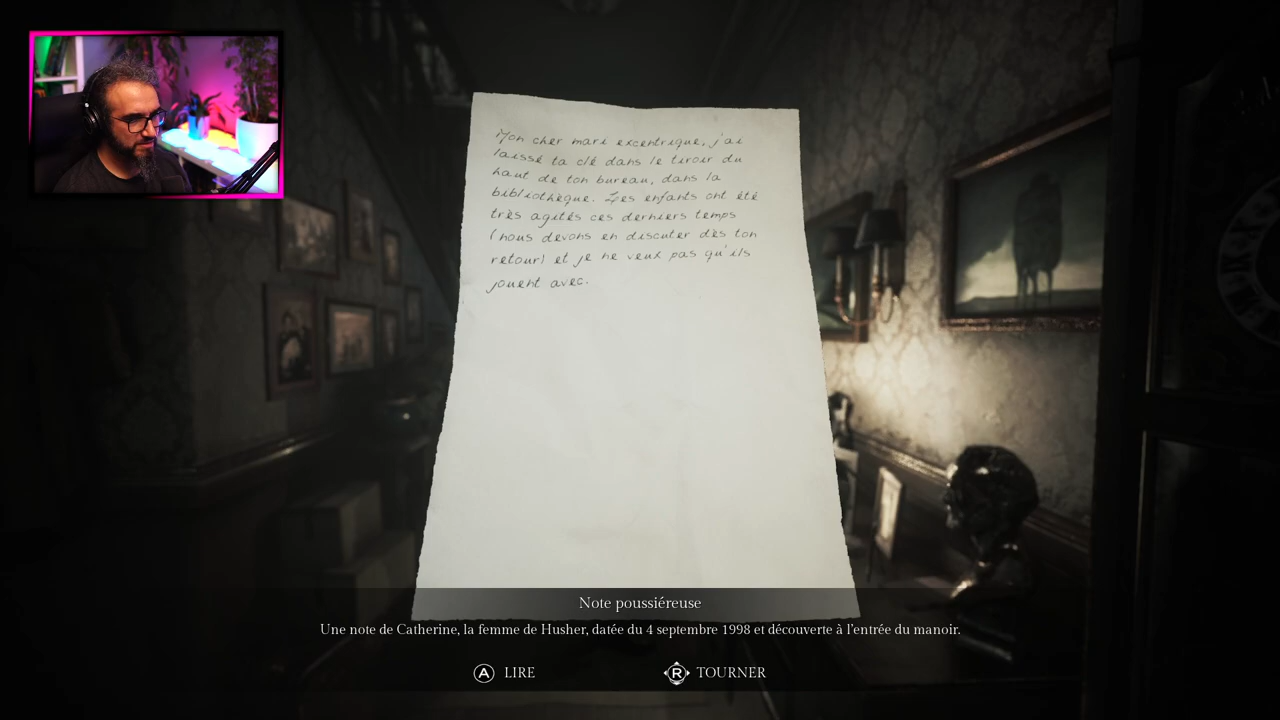 Mon cher mari excentrique, j'ai
laissé ta clé dans le tiroir du
haut de ton bureau, dans la
bibliothèque. Les enfants ont été
très agités ces derniers temps
(nous devons en discuter dès ton
retour) et je ne veux pas qu'ils
jouent avec.
Note poussiéreuse
Une note de Catherine, la femme de Husher, datée du 4 septembre 1998 et découverte à l'entrée du manoir.
A LIRE R TOURNER